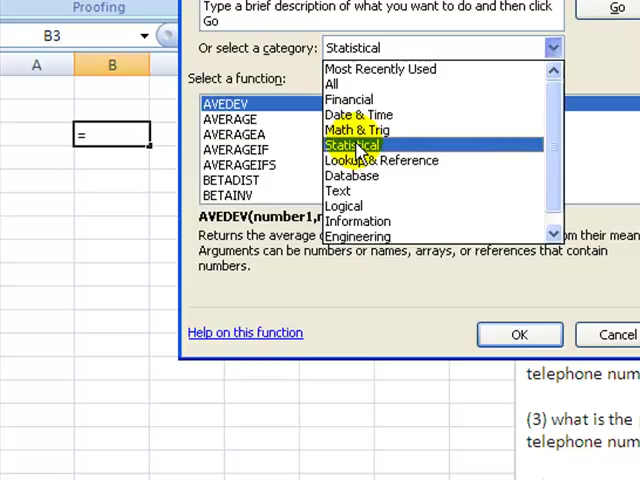 Proofing
Type a brief description of what you want to do and then click
Go
Go
B3
Or select a category: Statistical
A B
Select a function:
Most Recently Used
All
Financial
Date & Time
Math & Trig
Statistical
Lookup & Reference
Database
Text
Logical
Information
Engineering
AVEDEV
AVERAGE
AVERAGEA
AVERAGEIF
AVERAGEIFS
BETADIST
BETAINV
=
AVEDEV(number1,
Returns the average om their mean
Arguments can be numbers or names, arrays, or references that contain
numbers.
Help on this function
OK
Cancel
telephone num
(3) what is the
telephone num